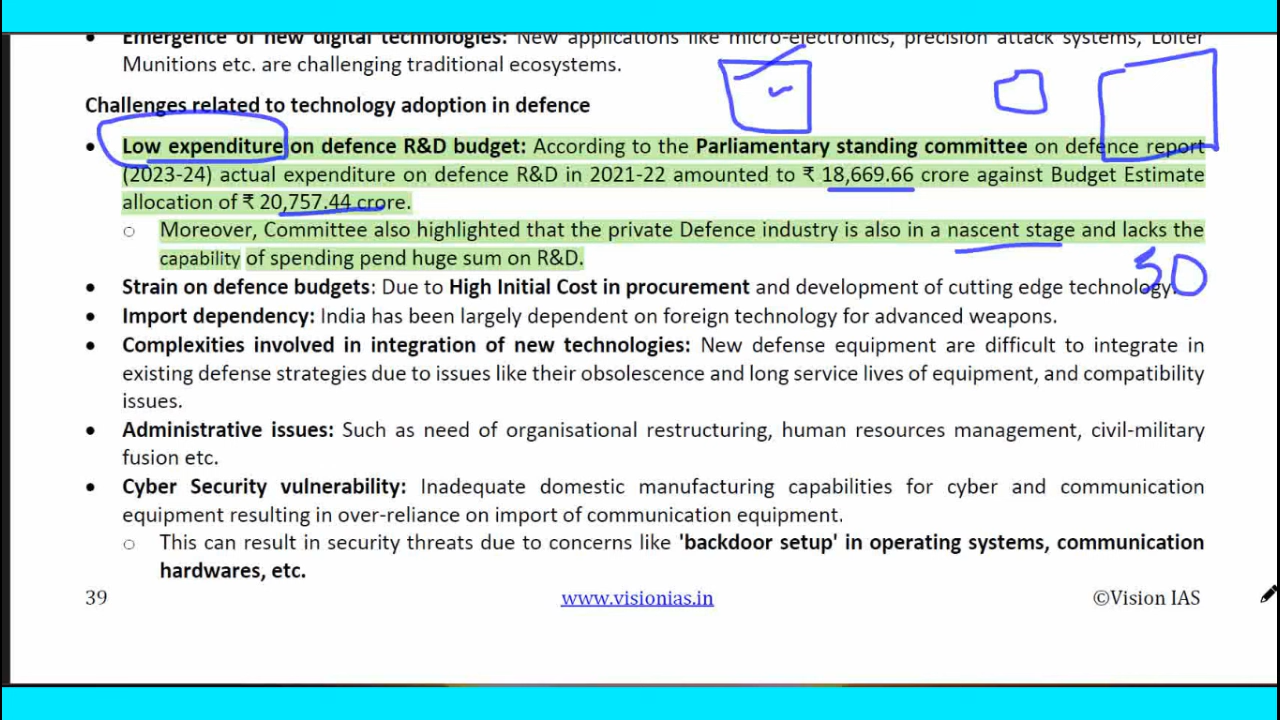 • Emergence of new digital technologies: New applications like micro-electronics, precision attack systems, Loiter
Munitions etc. are challenging traditional ecosystems.
Challenges related to technology adoption in defence
• Low expenditure on defence R&D budget: According to the Parliamentary standing committee on defence report
(2023-24) actual expenditure on defence R&D in 2021-22 amounted to ₹ 18,669.66 crore against Budget Estimate
allocation of ₹ 20,757.44 crore.
○ Moreover, Committee also highlighted that the private Defence industry is also in a nascent stage and lacks the
capability of spending pend huge sum on R&D.
50
• Strain on defence budgets: Due to High Initial Cost in procurement and development of cutting edge technology.
• Import dependency: India has been largely dependent on foreign technology for advanced weapons.
• Complexities involved in integration of new technologies: New defense equipment are difficult to integrate in
existing defense strategies due to issues like their obsolescence and long service lives of equipment, and compatibility
issues.
• Administrative issues: Such as need of organisational restructuring, human resources management, civil-military
fusion etc.
• Cyber Security vulnerability: Inadequate domestic manufacturing capabilities for cyber and communication
equipment resulting in over-reliance on import of communication equipment.
○ This can result in security threats due to concerns like 'backdoor setup' in operating systems, communication
hardwares, etc.
39 www.visionias.in ©Vision IAS